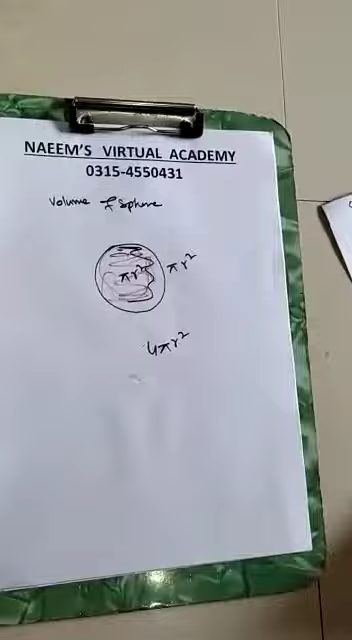 NAEEM'S VIRTUAL ACADEMY
0315-4550431
Volume of Sphere
πr² πr²
4πr²